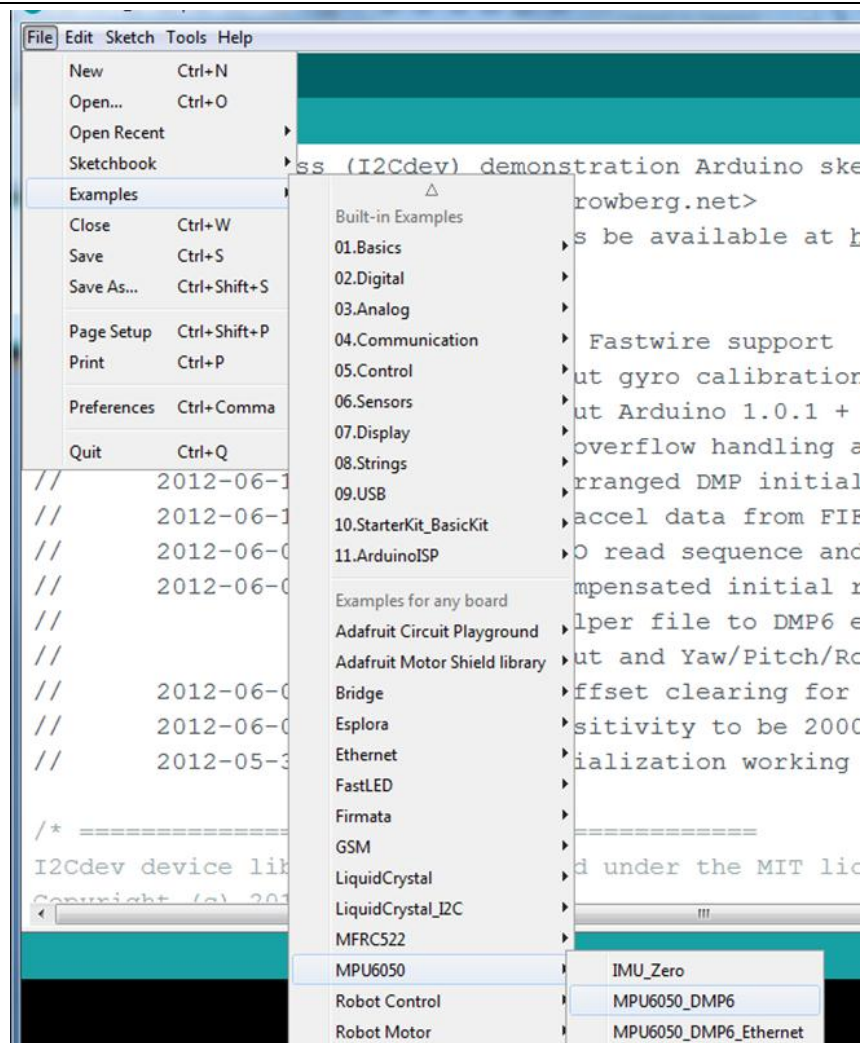 File Edit Sketch Tools Help
New Ctrl+N
Open... Ctrl+O
Open Recent
Sketchbook
Examples
Close Ctrl+W
Save Ctrl+S
Save As... Ctrl+Shift+S
Page Setup Ctrl+Shift+P
Print Ctrl+P
Preferences Ctrl+Comma
Quit Ctrl+Q
Built-in Examples
01.Basics
02.Digital
03.Analog
04.Communication
05.Control
06.Sensors
07.Display
08.Strings
09.USB
10.StarterKit_BasicKit
11.ArduinoISP
Examples for any board
Adafruit Circuit Playground
Adafruit Motor Shield library
Bridge
Esplora
Ethernet
FastLED
Firmata
GSM
LiquidCrystal
LiquidCrystal_I2C
MFRC522
MPU6050
Robot Control
Robot Motor
IMU_Zero
MPU6050_DMP6
MPU6050_DMP6_Ethernet
ss (I2Cdev) demonstration Arduino ske
rowberg.net>
s be available at h
Fastwire support
ut gyro calibration
ut Arduino 1.0.1 +
overflow handling a
// 2012-06-1 rranged DMP initial
// 2012-06-1 accel data from FIF
// 2012-06-0 O read sequence and
// 2012-06-0 mpensated initial r
// lper file to DMP6 e
// ut and Yaw/Pitch/Ro
// 2012-06-0 ffset clearing for
// 2012-06-0 sitivity to be 2000
// 2012-05-3 ialization working
/* ============== ============
I2Cdev device lib d under the MIT lic